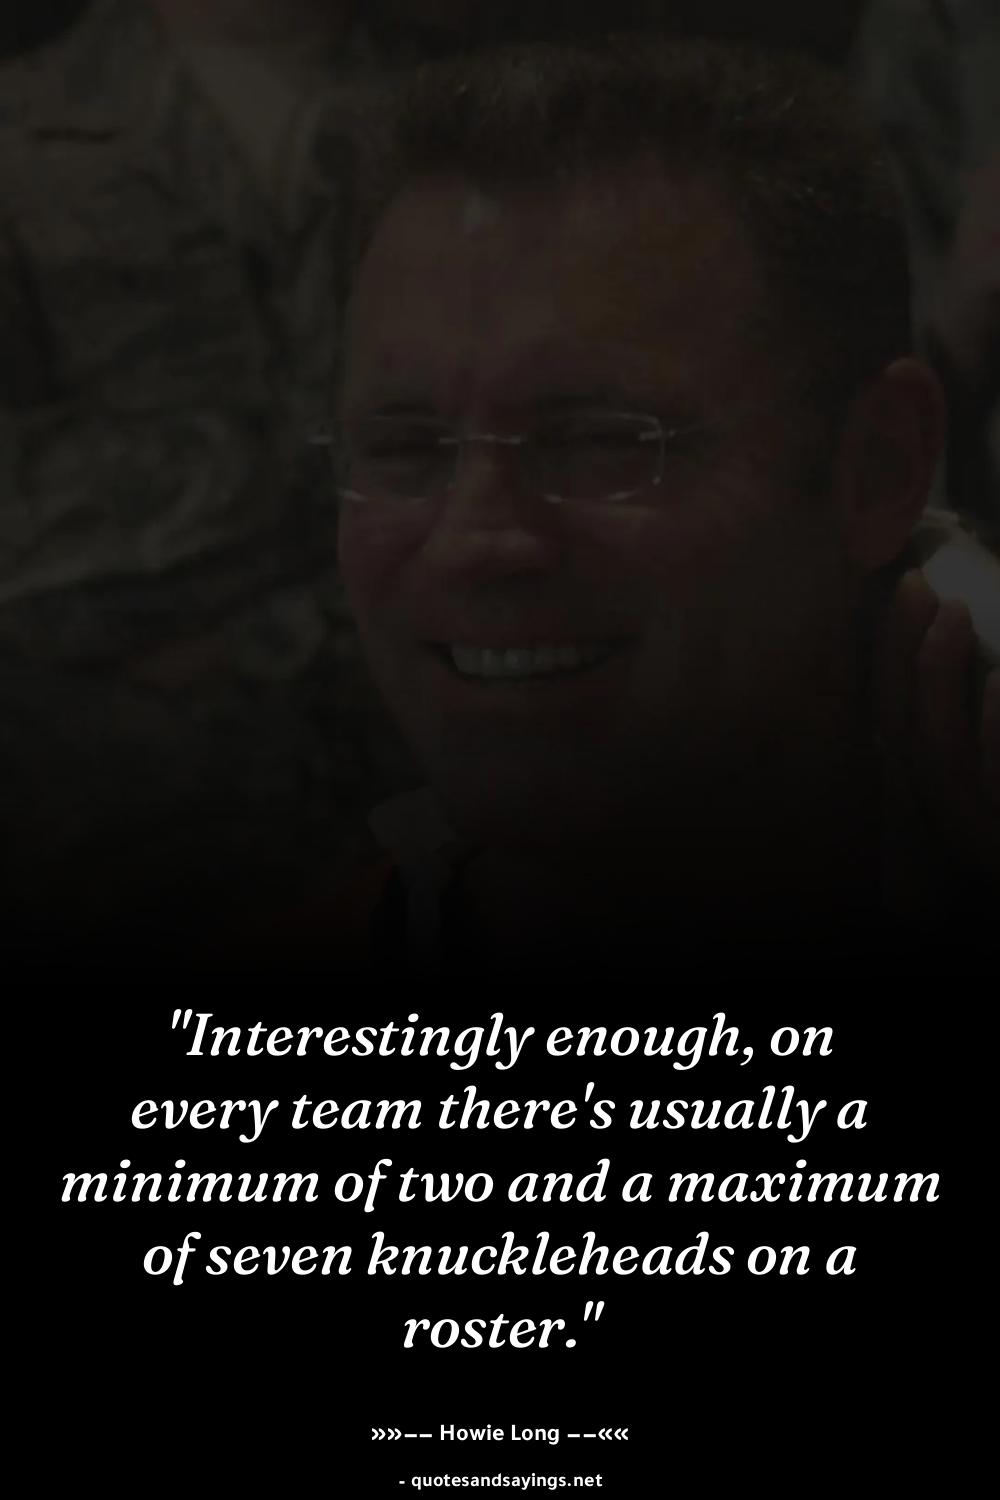 "Interestingly enough, on
every team there's usually a
minimum of two and a maximum
of seven knuckleheads on a
roster."
»»–– Howie Long ––««
- quotesandsayings.net